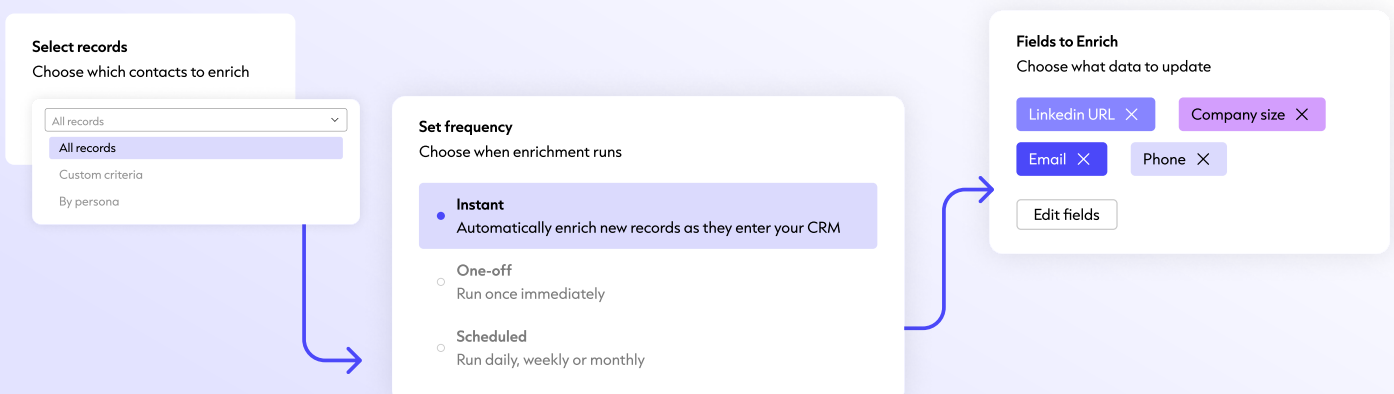 Select records
Choose which contacts to enrich
All records
All records
Custom criteria
By persona
Set frequency
Choose when enrichment runs
Instant
Automatically enrich new records as they enter your CRM
One-off
Run once immediately
Scheduled
Run daily, weekly or monthly
Fields to Enrich
Choose what data to update
Linkedin URL
Company size
Email
Phone
Edit fields